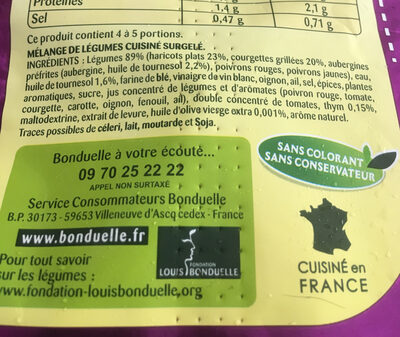 Protéines
1.4 g 2,1 g
Sel 0,47 g 0,71 g
Ce produit contient 4 à 5 portions.
MÉLANGE DE LÉGUMES CUISINÉ SURGELÉ.
INGRÉDIENTS : Légumes 89% (haricots plats 23%, courgettes grillées 20%, aubergines
préfrites (aubergine, huile de tournesol 2,2%), poivrons rouges, poivrons jaunes), eau,
huile de tournesol 1,6%, farine de blé, vinaigre de vin blanc, oignon, ail, sel, épices, plantes
aromatiques, sucre, jus concentré de légumes et d'arômates (poivron rouge, tomate,
courgette, carotte, oignon, fenouil, ail), double concentré de tomates, thym 0,15%,
maltodextrine, extrait de levure, huile d'olive vierge extra 0,001%, arôme naturel.
Traces possibles de céleri, lait, moutarde et Soja.
Bonduelle à votre écoute...
09 70 25 22 22
APPEL NON SURTAXÉ
Service Consommateurs Bonduelle
B.P. 30173 - 59653 Villeneuve d'Ascq cedex - France
www.bonduelle.fr
Pour tout savoir
sur les légumes :
www.fondation-louisbonduelle.org
FONDATION
LOUIS BONDUELLE
SANS COLORANT
SANS CONSERVATEUR
CUISINÉ en
FRANCE